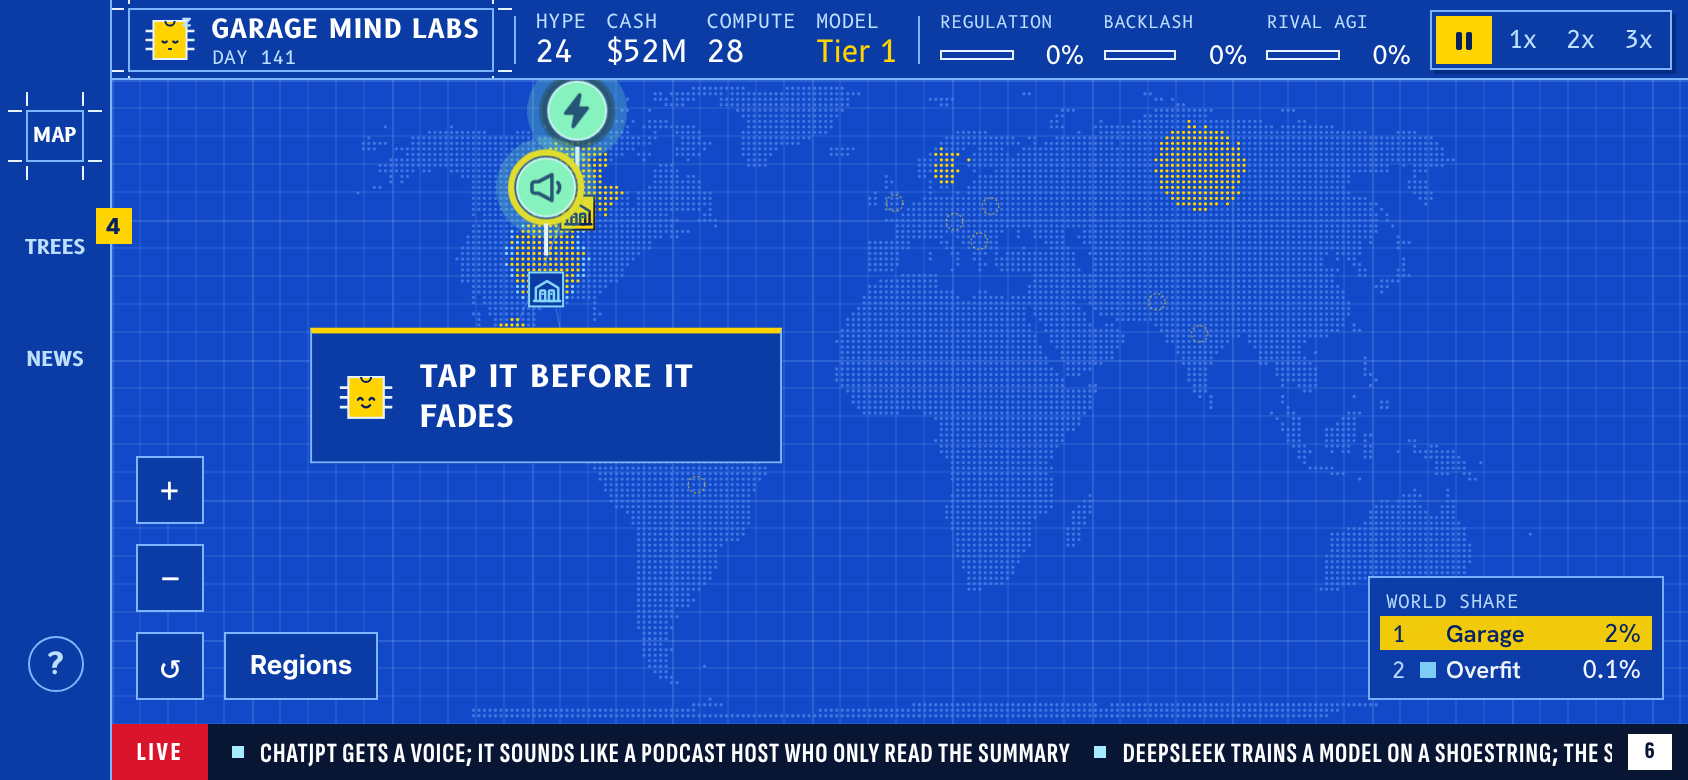 GARAGE MIND LABS
DAY 141
HYPE
24
CASH
$52M
COMPUTE
28
MODEL
Tier 1
REGULATION
0%
BACKLASH
0%
RIVAL AGI
0%
1x 2x 3x
MAP
4
TREES
NEWS
TAP IT BEFORE IT
FADES
+
−
↺
Regions
?
WORLD SHARE
1 Garage 2%
2 Overfit 0.1%
LIVE
CHATJPT GETS A VOICE; IT SOUNDS LIKE A PODCAST HOST WHO ONLY READ THE SUMMARY
DEEPSLEEK TRAINS A MODEL ON A SHOESTRING; THE S
6